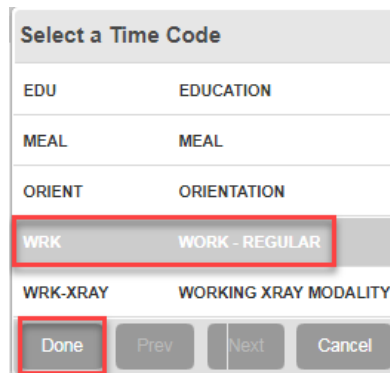 Select a Time Code
EDU EDUCATION
MEAL MEAL
ORIENT ORIENTATION
WRK WORK - REGULAR
WRK-XRAY WORKING XRAY MODALITY
Done Prev Next Cancel